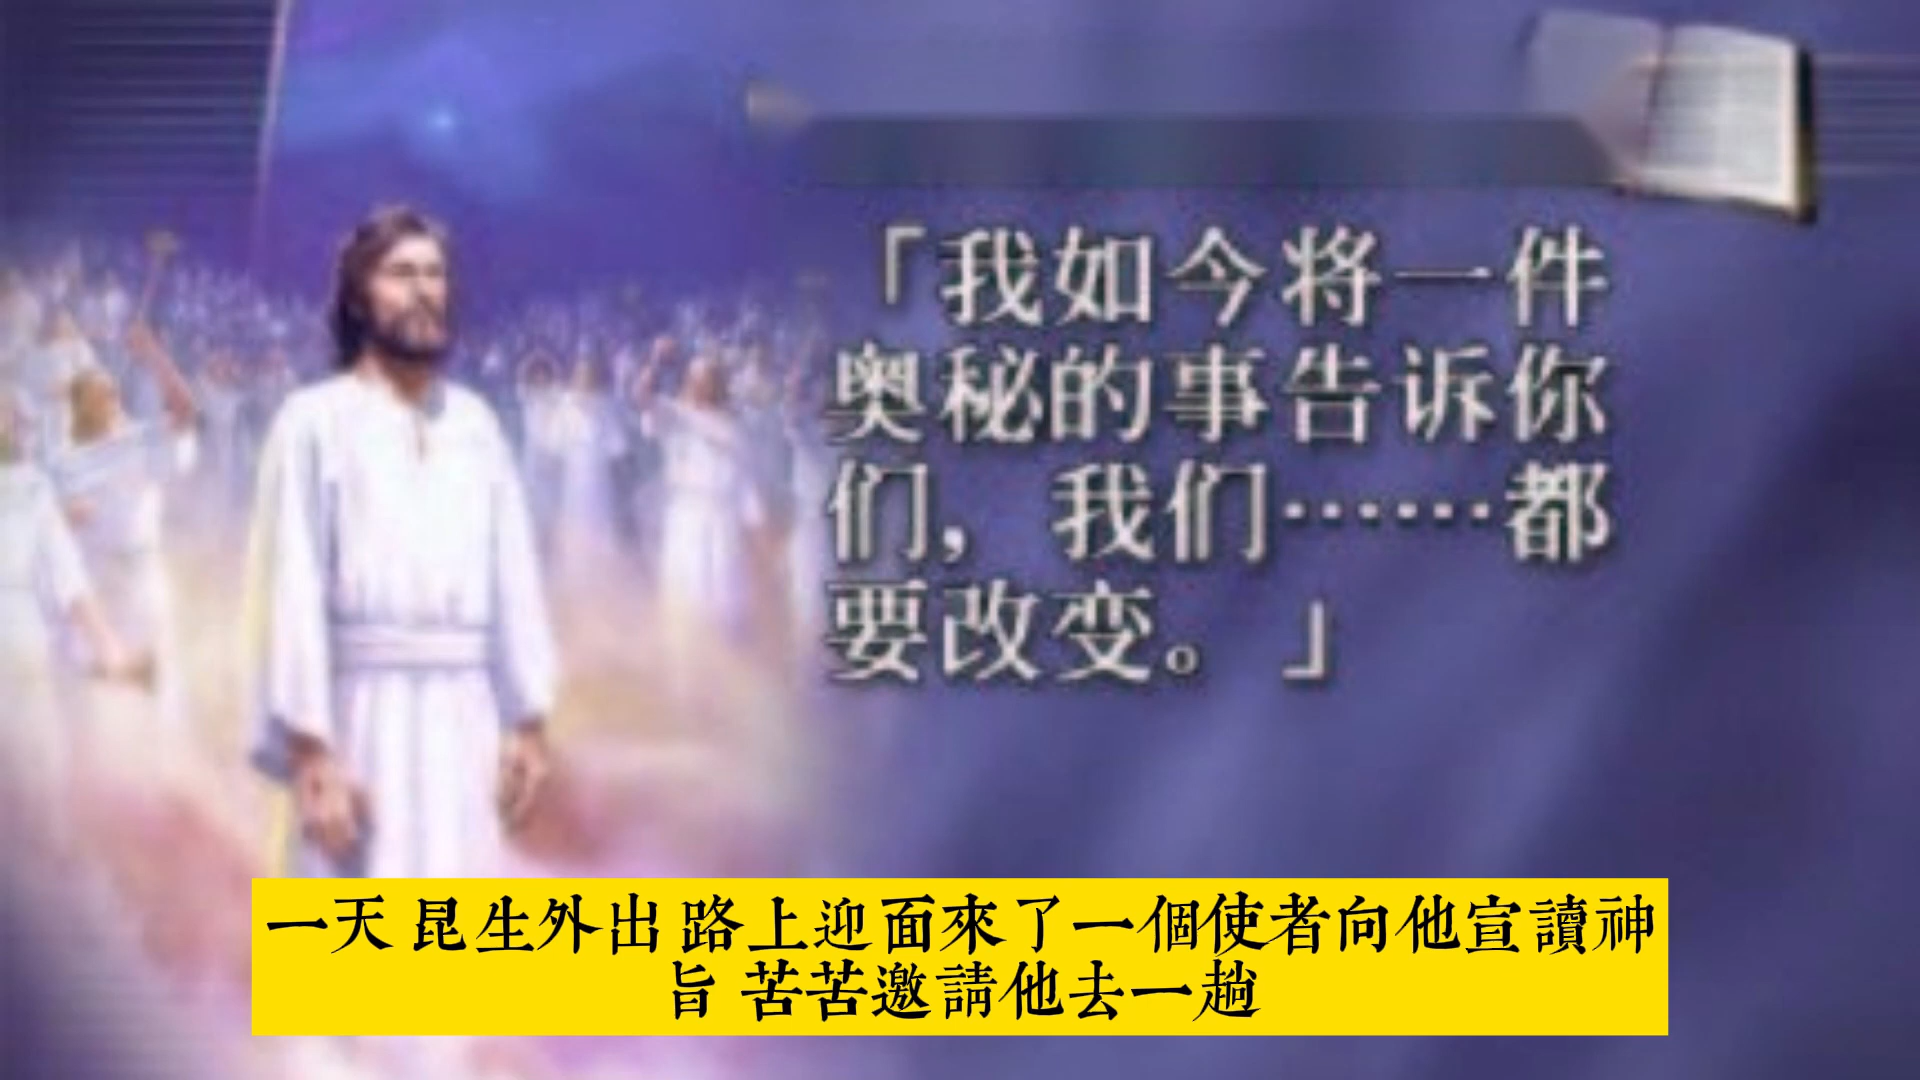 「我如今将一件
奥秘的事告诉你
们，我们……都
要改变。」
一天 昆生外出 路上迎面來了一個使者向他宣讀神
旨 苦苦邀請他去一趟